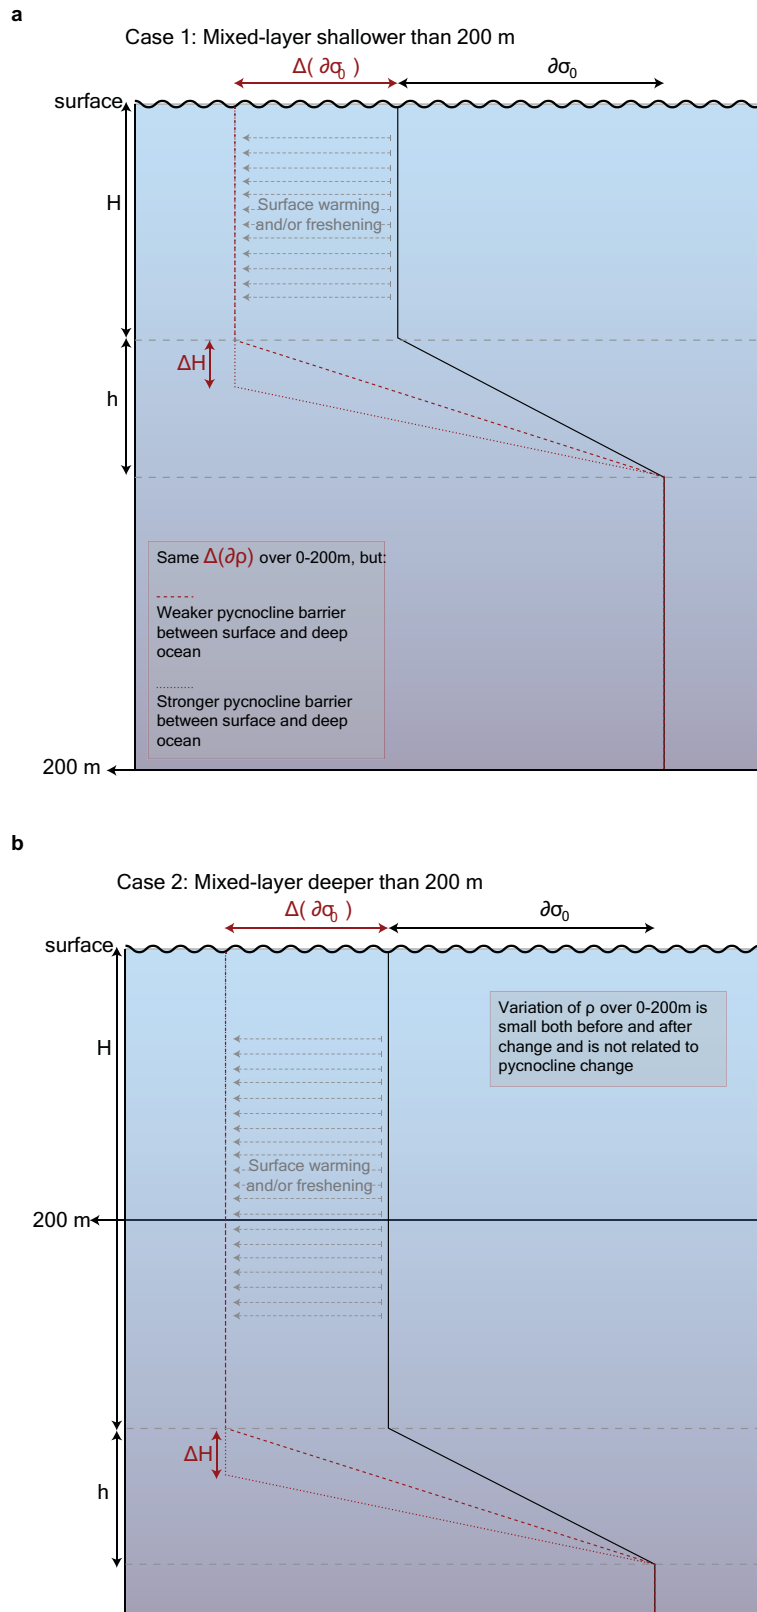 a
Case 1: Mixed-layer shallower than 200 m
Δ( ∂σ₀ )
∂σ₀
surface
H
Surface warming
and/or freshening
ΔH
h
Same Δ(∂ρ) over 0-200m, but:
Weaker pycnocline barrier
between surface and deep
ocean
Stronger pycnocline barrier
between surface and deep
ocean
200 m
b
Case 2: Mixed-layer deeper than 200 m
Δ( ∂σ₀ )
∂σ₀
surface
H
Variation of ρ over 0-200m is
small both before and after
change and is not related to
pycnocline change
Surface warming
and/or freshening
200 m
ΔH
h